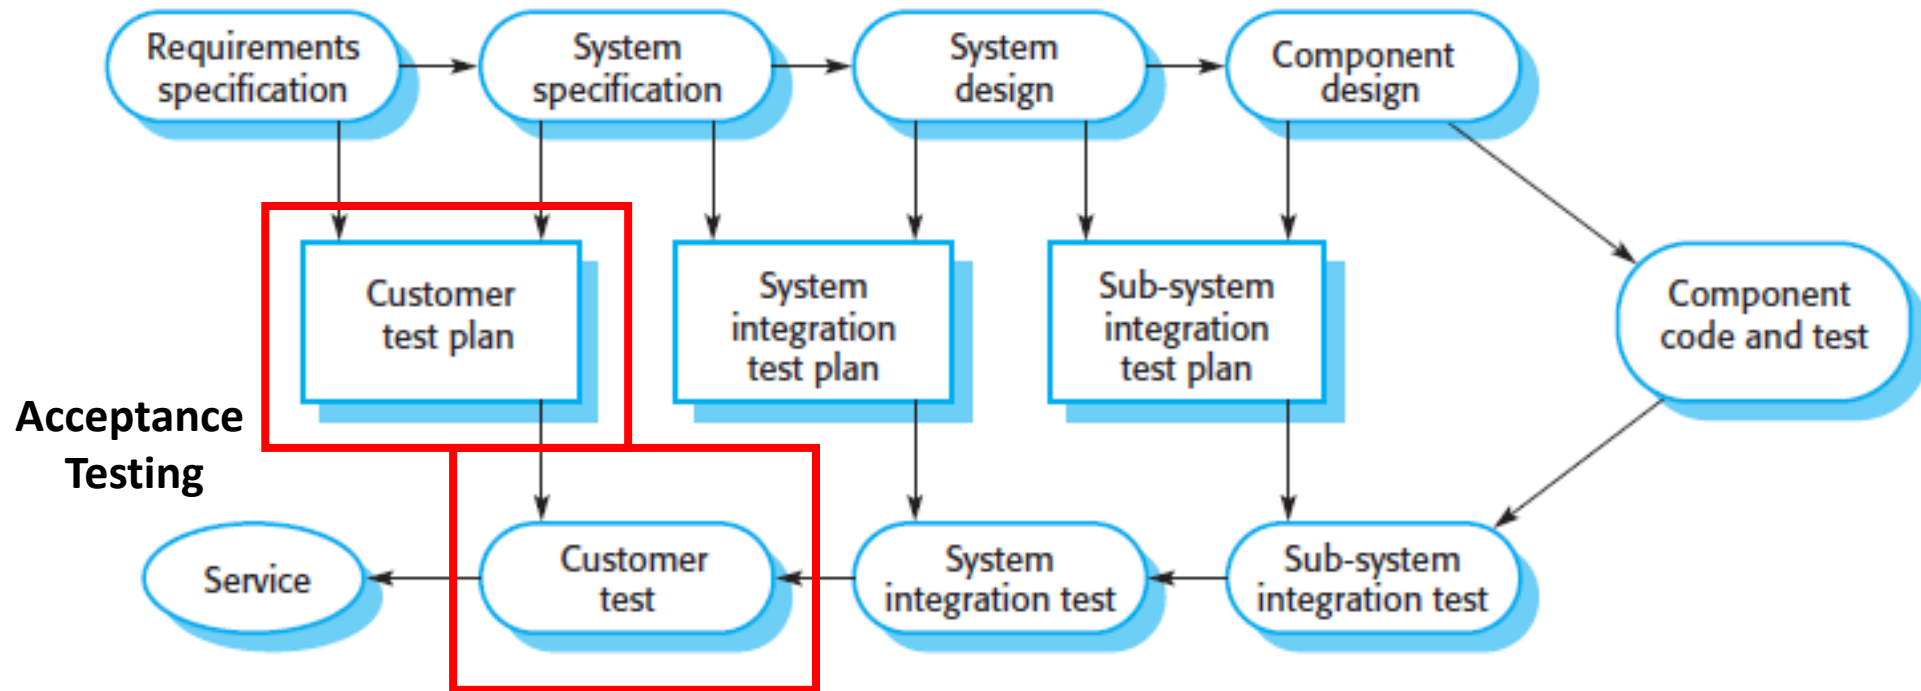 Requirements
specification
System
specification
System
design
Component
design
Customer
test plan
System
integration
test plan
Sub-system
integration
test plan
Component
code and test
Acceptance
Testing
Service
Customer
test
System
integration test
Sub-system
integration test